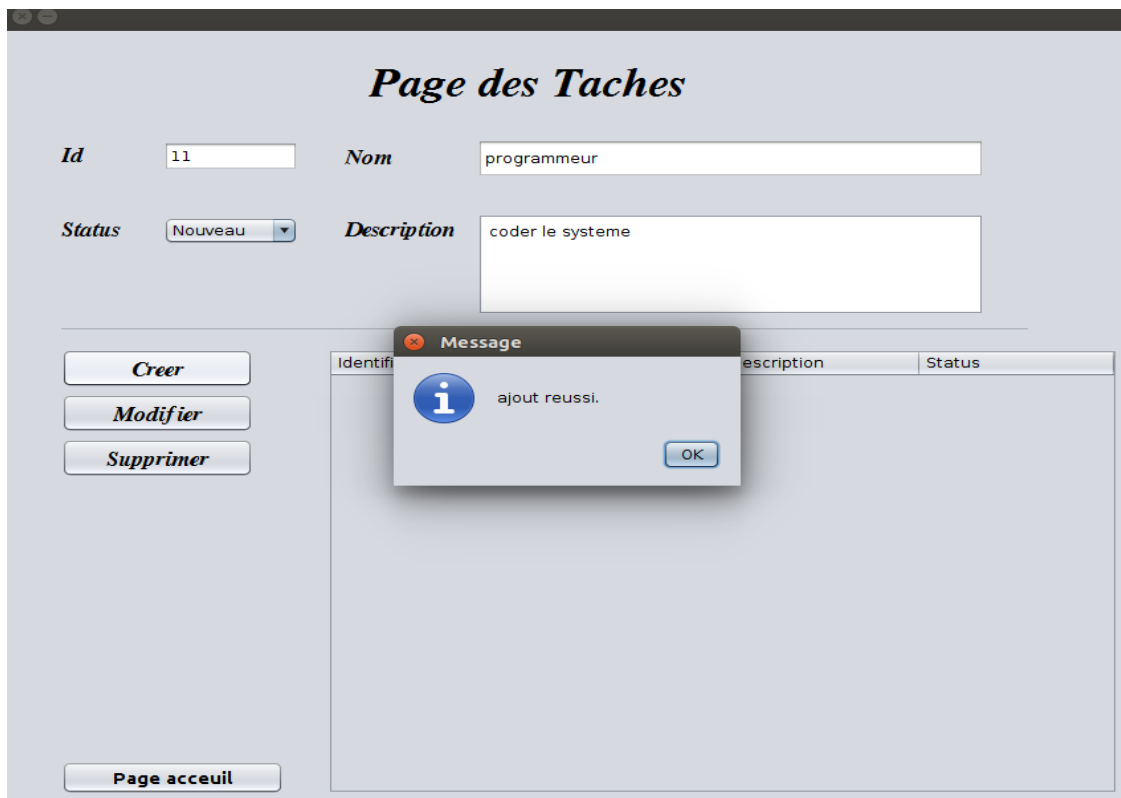 Page des Taches
Id 11 Nom programmeur
Status Nouveau Description coder le systeme
Message
ajout reussi.
OK
Creer
Modifier
Supprimer
Status
Page acceuil